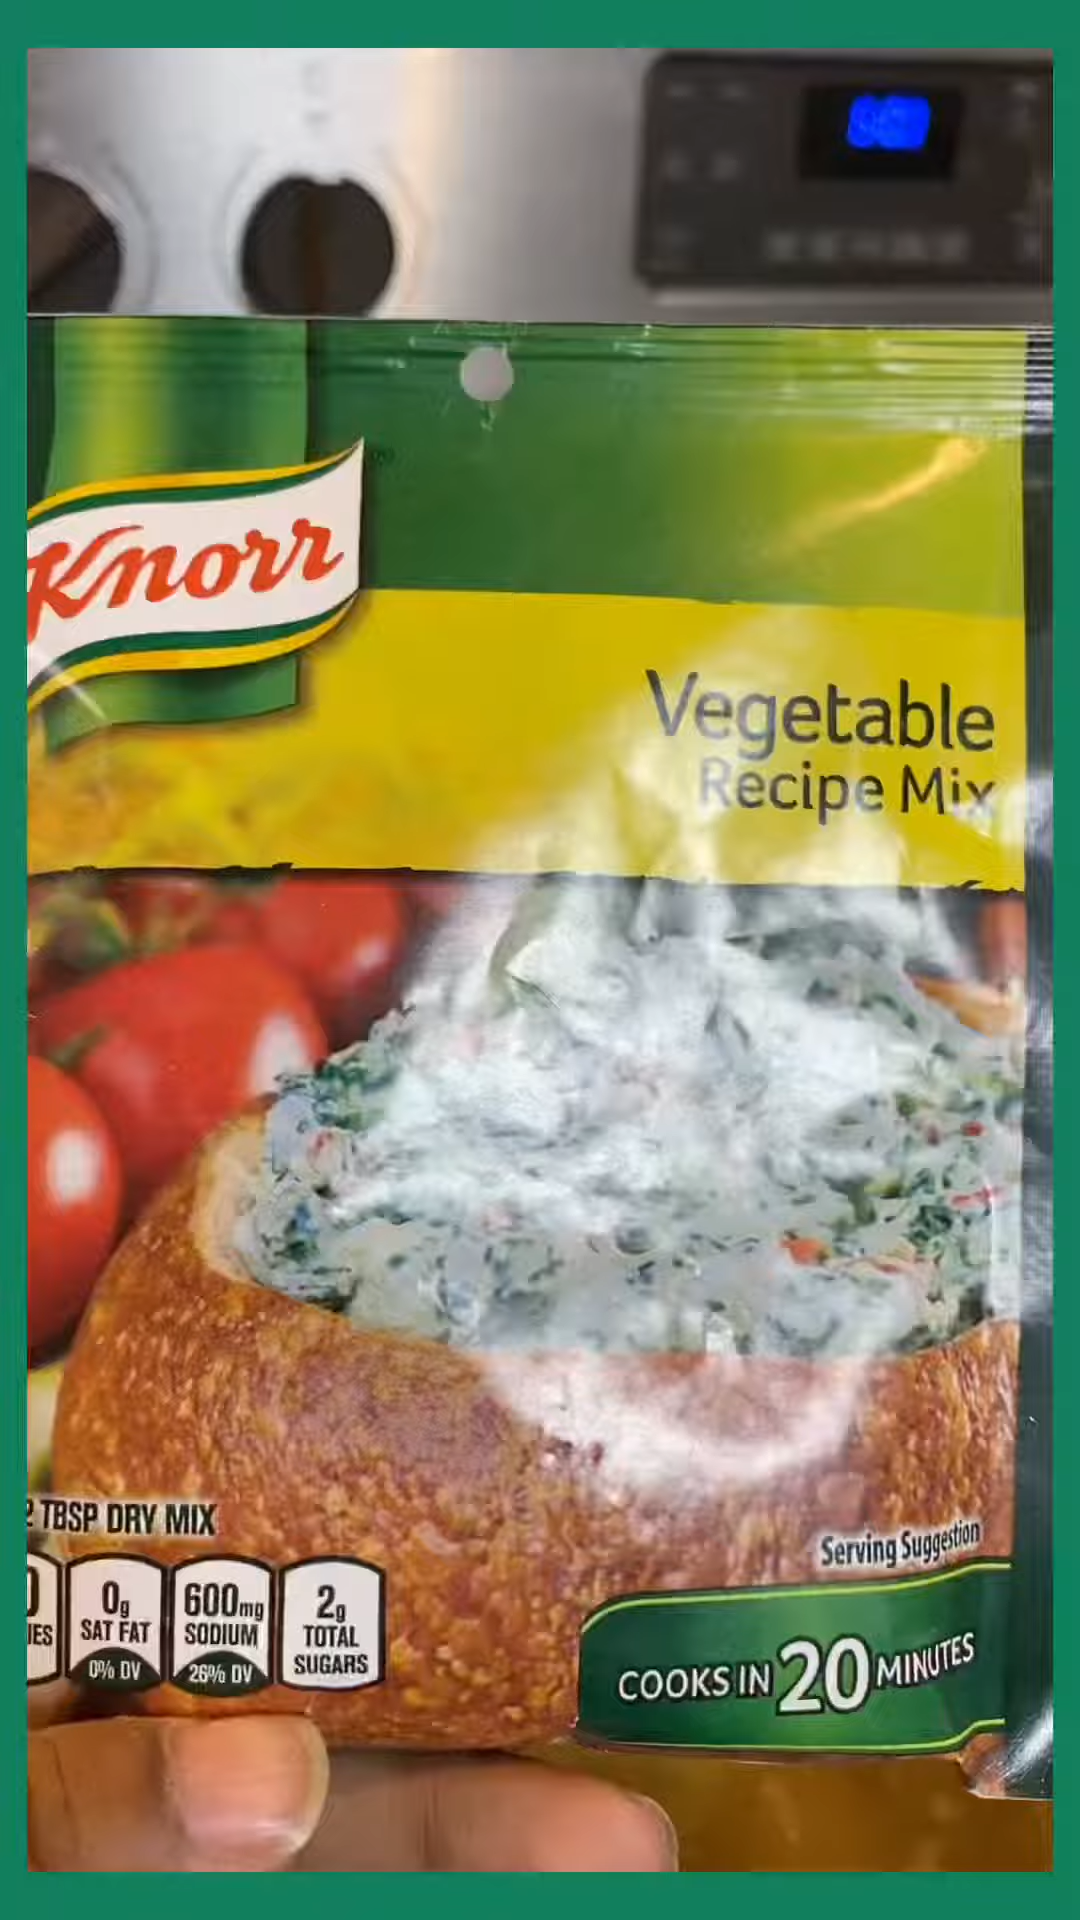 Knorr
Vegetable
Recipe Mix
2 TBSP DRY MIX
0g
SAT FAT
0% DV
600mg
SODIUM
26% DV
2g
TOTAL
SUGARS
Serving Suggestion
COOKS IN 20 MINUTES